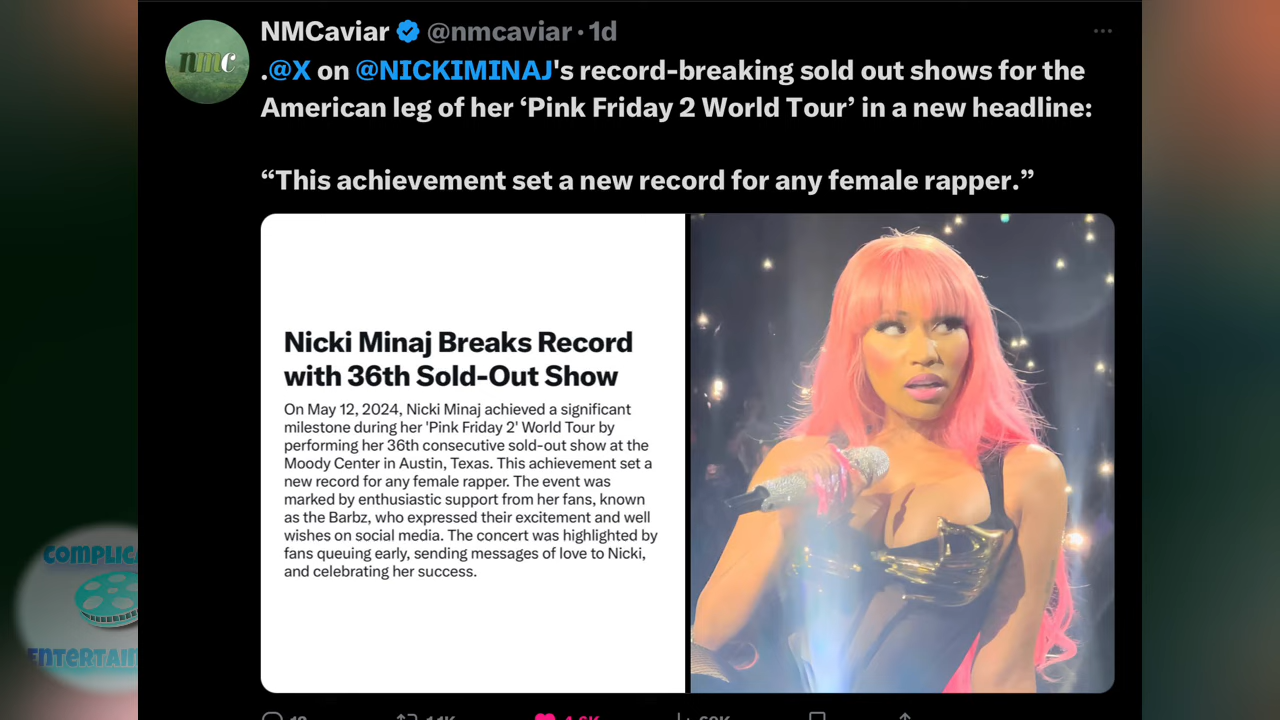 NMCaviar @nmcaviar · 1d
nmc
.@X on @NICKIMINAJ's record-breaking sold out shows for the
American leg of her ‘Pink Friday 2 World Tour’ in a new headline:
“This achievement set a new record for any female rapper.”
Nicki Minaj Breaks Record
with 36th Sold-Out Show
On May 12, 2024, Nicki Minaj achieved a significant
milestone during her 'Pink Friday 2' World Tour by
performing her 36th consecutive sold-out show at the
Moody Center in Austin, Texas. This achievement set a
new record for any female rapper. The event was
marked by enthusiastic support from her fans, known
as the Barbz, who expressed their excitement and well
wishes on social media. The concert was highlighted by
fans queuing early, sending messages of love to Nicki,
and celebrating her success.
COMPLIC
ENTERTAIN